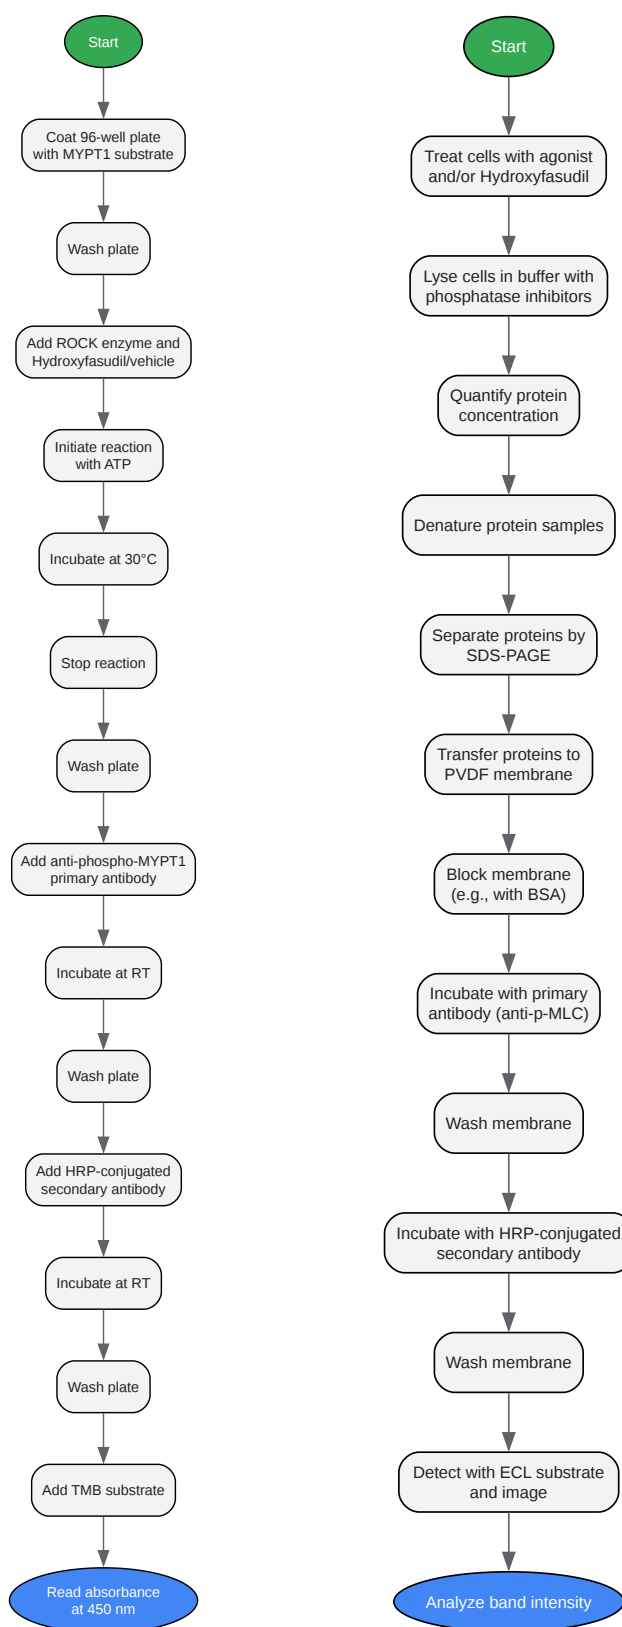 Start
Coat 96-well plate
with MYPT1 substrate
Wash plate
Add ROCK enzyme and
Hydroxyfasudil/vehicle
Initiate reaction
with ATP
Incubate at 30°C
Stop reaction
Wash plate
Add anti-phospho-MYPT1
primary antibody
Incubate at RT
Wash plate
Add HRP-conjugated
secondary antibody
Incubate at RT
Wash plate
Add TMB substrate
Read absorbance
at 450 nm
Start
Treat cells with agonist
and/or Hydroxyfasudil
Lyse cells in buffer with
phosphatase inhibitors
Quantify protein
concentration
Denature protein samples
Separate proteins by
SDS-PAGE
Transfer proteins to
PVDF membrane
Block membrane
(e.g., with BSA)
Incubate with primary
antibody (anti-p-MLC)
Wash membrane
Incubate with HRP-conjugated
secondary antibody
Wash membrane
Detect with ECL substrate
and image
Analyze band intensity